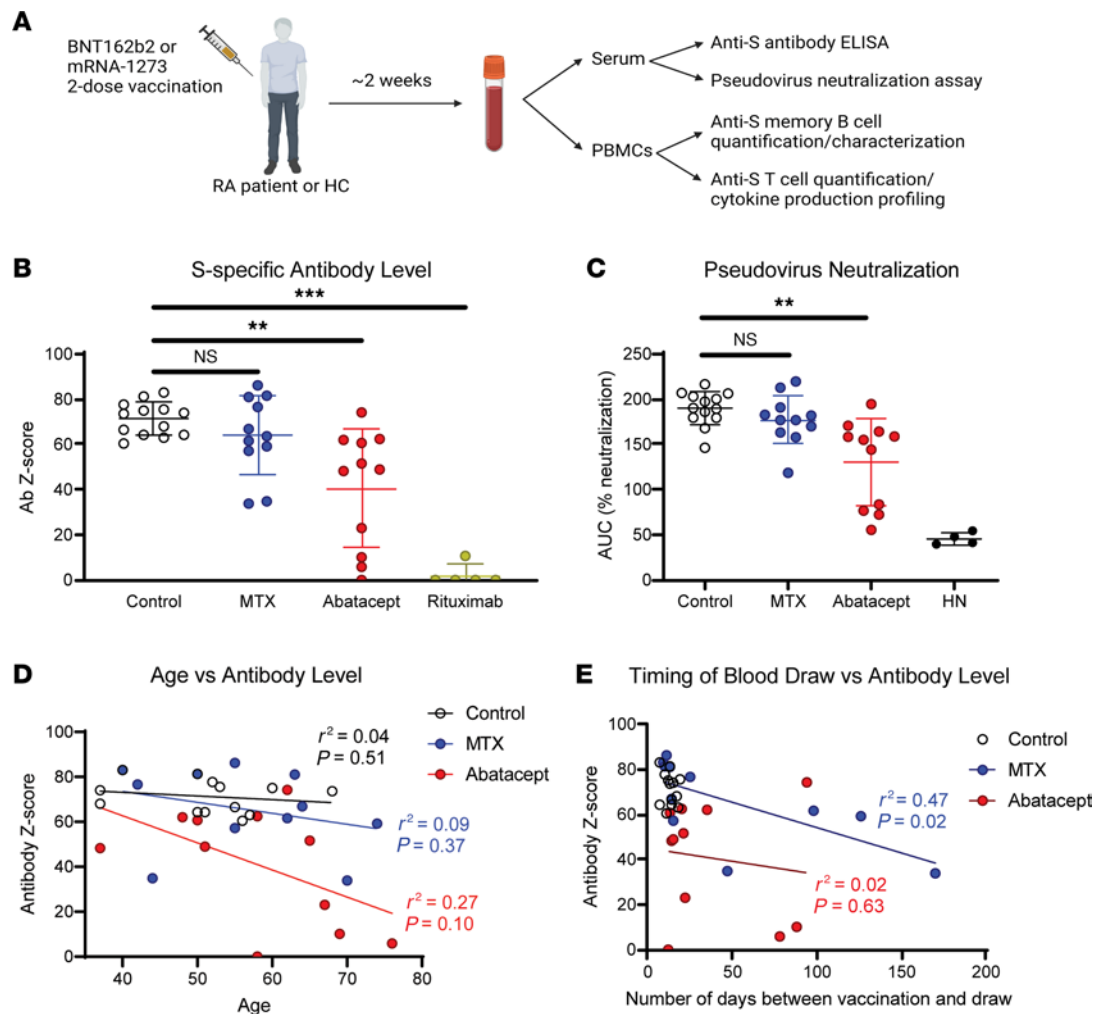 A
BNT162b2 or
mRNA-1273
2-dose vaccination
RA patient or HC
~2 weeks
Serum
Anti-S antibody ELISA
Pseudovirus neutralization assay
PBMCs
Anti-S memory B cell
quantification/characterization
Anti-S T cell quantification/
cytokine production profiling
B
S-specific Antibody Level
***
**
NS
Ab Z-score
100
80
60
40
20
0
Control
MTX
Abatacept
Rituximab
C
Pseudovirus Neutralization
**
NS
AUC (% neutralization)
250
200
150
100
50
0
Control
MTX
Abatacept
HN
D
Age vs Antibody Level
Control
MTX
Abatacept
r² = 0.04
P = 0.51
r² = 0.09
P = 0.37
r² = 0.27
P = 0.10
Antibody Z-score
100
80
60
40
20
0
40
50
60
70
80
Age
E
Timing of Blood Draw vs Antibody Level
Control
MTX
Abatacept
r² = 0.47
P = 0.02
r² = 0.02
P = 0.63
Antibody Z-score
100
80
60
40
20
0
0
50
100
150
200
Number of days between vaccination and draw